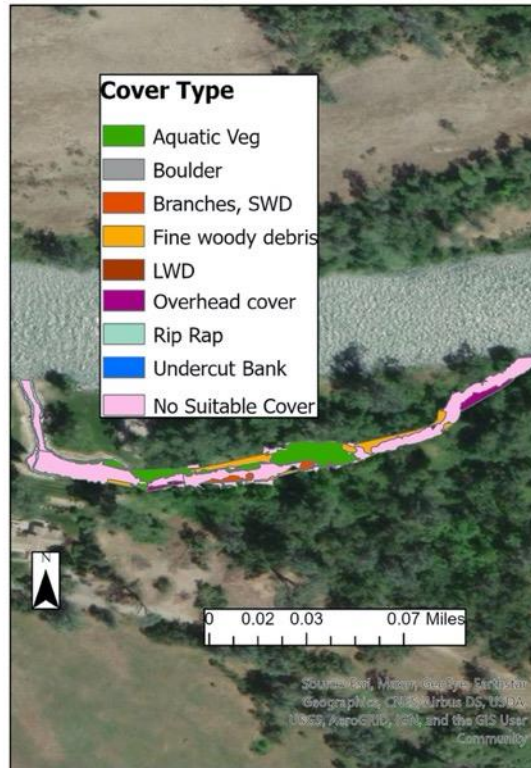 Cover Type
Aquatic Veg
Boulder
Branches, SWD
Fine woody debris
LWD
Overhead cover
Rip Rap
Undercut Bank
No Suitable Cover
N
0 0.02 0.03 0.07 Miles
Source: Esri, Maxar, GeoEye, Earthstar
Geographics, CNES/Airbus DS, USDA,
USGS, AeroGRID, IGN, and the GIS User
Community